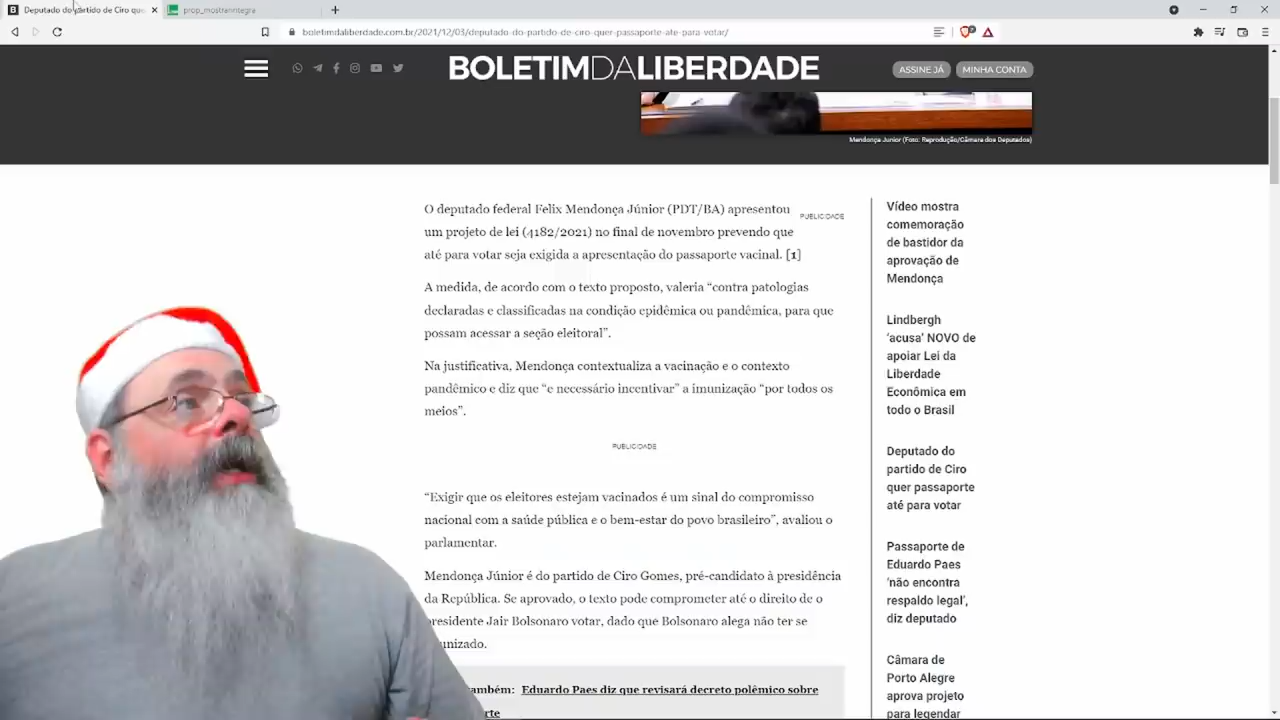 Deputado do Partido de Ciro que
prop_mostrarintegra
boletimdaliberdade.com.br/2021/12/03/deputado-do-partido-de-ciro-quer-passaporte-ate-para-votar/
BOLETIMDALIBERDADE
ASSINE JÁ
MINHA CONTA
Mendonça Junior (Foto: Reprodução/Câmara dos Deputados)
O deputado federal Felix Mendonça Júnior (PDT/BA) apresentou
um projeto de lei (4182/2021) no final de novembro prevendo que
até para votar seja exigida a apresentação do passaporte vacinal. [1]
PUBLICIDADE
A medida, de acordo com o texto proposto, valeria “contra patologias
declaradas e classificadas na condição epidêmica ou pandêmica, para que
possam acessar a seção eleitoral”.
Na justificativa, Mendonça contextualiza a vacinação e o contexto
pandêmico e diz que “e necessário incentivar” a imunização “por todos os
meios”.
PUBLICIDADE
“Exigir que os eleitores estejam vacinados é um sinal do compromisso
nacional com a saúde pública e o bem-estar do povo brasileiro”, avaliou o
parlamentar.
Mendonça Júnior é do partido de Ciro Gomes, pré-candidato à presidência
da República. Se aprovado, o texto pode comprometer até o direito de o
presidente Jair Bolsonaro votar, dado que Bolsonaro alega não ter se
unizado.
ambém: Eduardo Paes diz que revisará decreto polêmico sobre
rte
Vídeo mostra
comemoração
de bastidor da
aprovação de
Mendonça
Lindbergh
‘acusa’ NOVO de
apoiar Lei da
Liberdade
Econômica em
todo o Brasil
Deputado do
partido de Ciro
quer passaporte
até para votar
Passaporte de
Eduardo Paes
‘não encontra
respaldo legal’,
diz deputado
Câmara de
Porto Alegre
aprova projeto
para legendar